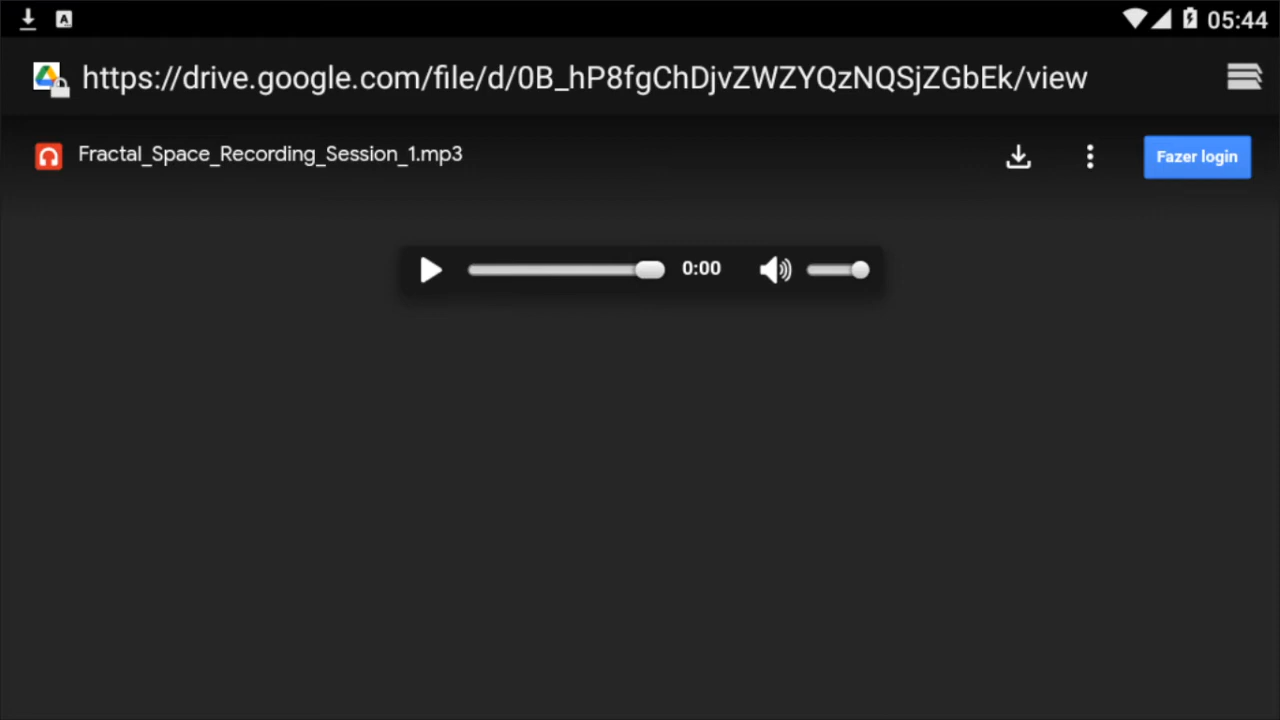 05:44
https://drive.google.com/file/d/0B_hP8fgChDjvZWZYQzNQSjZGbEk/view
Fractal_Space_Recording_Session_1.mp3
Fazer login
0:00